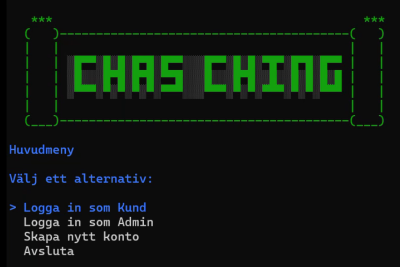 CHAS CHING
Huvudmeny
Välj ett alternativ:
> Logga in som Kund
Logga in som Admin
Skapa nytt konto
Avsluta